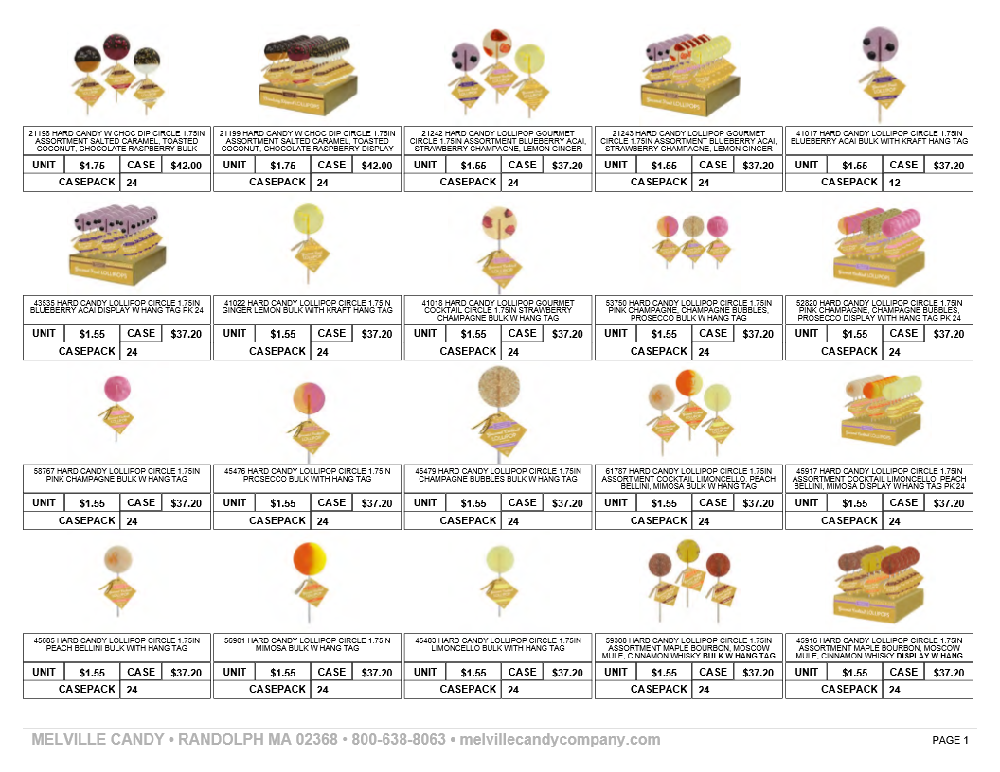 21198 HARD CANDY W CHOC DIP CIRCLE 1.75IN
ASSORTMENT SALTED CARAMEL, TOASTED
COCONUT, CHOCOLATE RASPBERRY BULK
UNIT $1.75 CASE $42.00
CASEPACK 24
21199 HARD CANDY W CHOC DIP CIRCLE 1.75IN
ASSORTMENT SALTED CARAMEL, TOASTED
COCONUT, CHOCOLATE RASPBERRY DISPLAY
UNIT $1.75 CASE $42.00
CASEPACK 24
21242 HARD CANDY LOLLIPOP GOURMET
CIRCLE 1.75IN ASSORTMENT BLUEBERRY ACAI,
STRAWBERRY CHAMPAGNE, LEMON GINGER
UNIT $1.55 CASE $37.20
CASEPACK 24
21243 HARD CANDY LOLLIPOP GOURMET
CIRCLE 1.75IN ASSORTMENT BLUEBERRY ACAI,
STRAWBERRY CHAMPAGNE, LEMON GINGER
UNIT $1.55 CASE $37.20
CASEPACK 24
41017 HARD CANDY LOLLIPOP CIRCLE 1.75IN
BLUEBERRY ACAI BULK WITH KRAFT HANG TAG
UNIT $1.55 CASE $37.20
CASEPACK 12
43535 HARD CANDY LOLLIPOP CIRCLE 1.75IN
BLUEBERRY ACAI DISPLAY W HANG TAG PK 24
UNIT $1.55 CASE $37.20
CASEPACK 24
41022 HARD CANDY LOLLIPOP CIRCLE 1.75IN
GINGER LEMON BULK WITH KRAFT HANG TAG
UNIT $1.55 CASE $37.20
CASEPACK 24
41018 HARD CANDY LOLLIPOP GOURMET
COCKTAIL CIRCLE 1.75IN STRAWBERRY
CHAMPAGNE BULK W HANG TAG
UNIT $1.55 CASE $37.20
CASEPACK 24
53750 HARD CANDY LOLLIPOP CIRCLE 1.75IN
PINK CHAMPAGNE, CHAMPAGNE BUBBLES,
PROSECCO BULK W HANG TAG
UNIT $1.55 CASE $37.20
CASEPACK 24
52820 HARD CANDY LOLLIPOP CIRCLE 1.75IN
PINK CHAMPAGNE, CHAMPAGNE BUBBLES,
PROSECCO DISPLAY WITH HANG TAG PK 24
UNIT $1.55 CASE $37.20
CASEPACK 24
58767 HARD CANDY LOLLIPOP CIRCLE 1.75IN
PINK CHAMPAGNE BULK W HANG TAG
UNIT $1.55 CASE $37.20
CASEPACK 24
45476 HARD CANDY LOLLIPOP CIRCLE 1.75IN
PROSECCO BULK WITH HANG TAG
UNIT $1.55 CASE $37.20
CASEPACK 24
45479 HARD CANDY LOLLIPOP CIRCLE 1.75IN
CHAMPAGNE BUBBLES BULK W HANG TAG
UNIT $1.55 CASE $37.20
CASEPACK 24
61787 HARD CANDY LOLLIPOP CIRCLE 1.75IN
ASSORTMENT COCKTAIL LIMONCELLO, PEACH
BELLINI, MIMOSA BULK W HANG TAG
UNIT $1.55 CASE $37.20
CASEPACK 24
45917 HARD CANDY LOLLIPOP CIRCLE 1.75IN
ASSORTMENT COCKTAIL LIMONCELLO, PEACH
BELLINI, MIMOSA DISPLAY W HANG TAG PK 24
UNIT $1.55 CASE $37.20
CASEPACK 24
45685 HARD CANDY LOLLIPOP CIRCLE 1.75IN
PEACH BELLINI BULK WITH HANG TAG
UNIT $1.55 CASE $37.20
CASEPACK 24
56901 HARD CANDY LOLLIPOP CIRCLE 1.75IN
MIMOSA BULK W HANG TAG
UNIT $1.55 CASE $37.20
CASEPACK 24
45483 HARD CANDY LOLLIPOP CIRCLE 1.75IN
LIMONCELLO BULK WITH HANG TAG
UNIT $1.55 CASE $37.20
CASEPACK 24
59308 HARD CANDY LOLLIPOP CIRCLE 1.75IN
ASSORTMENT MAPLE BOURBON, MOSCOW
MULE, CINNAMON WHISKY BULK W HANG TAG
UNIT $1.55 CASE $37.20
CASEPACK 24
45916 HARD CANDY LOLLIPOP CIRCLE 1.75IN
ASSORTMENT MAPLE BOURBON, MOSCOW
MULE, CINNAMON WHISKY DISPLAY W HANG
UNIT $1.55 CASE $37.20
CASEPACK 24
MELVILLE CANDY • RANDOLPH MA 02368 • 800-638-8063 • melvillecandycompany.com
PAGE 1